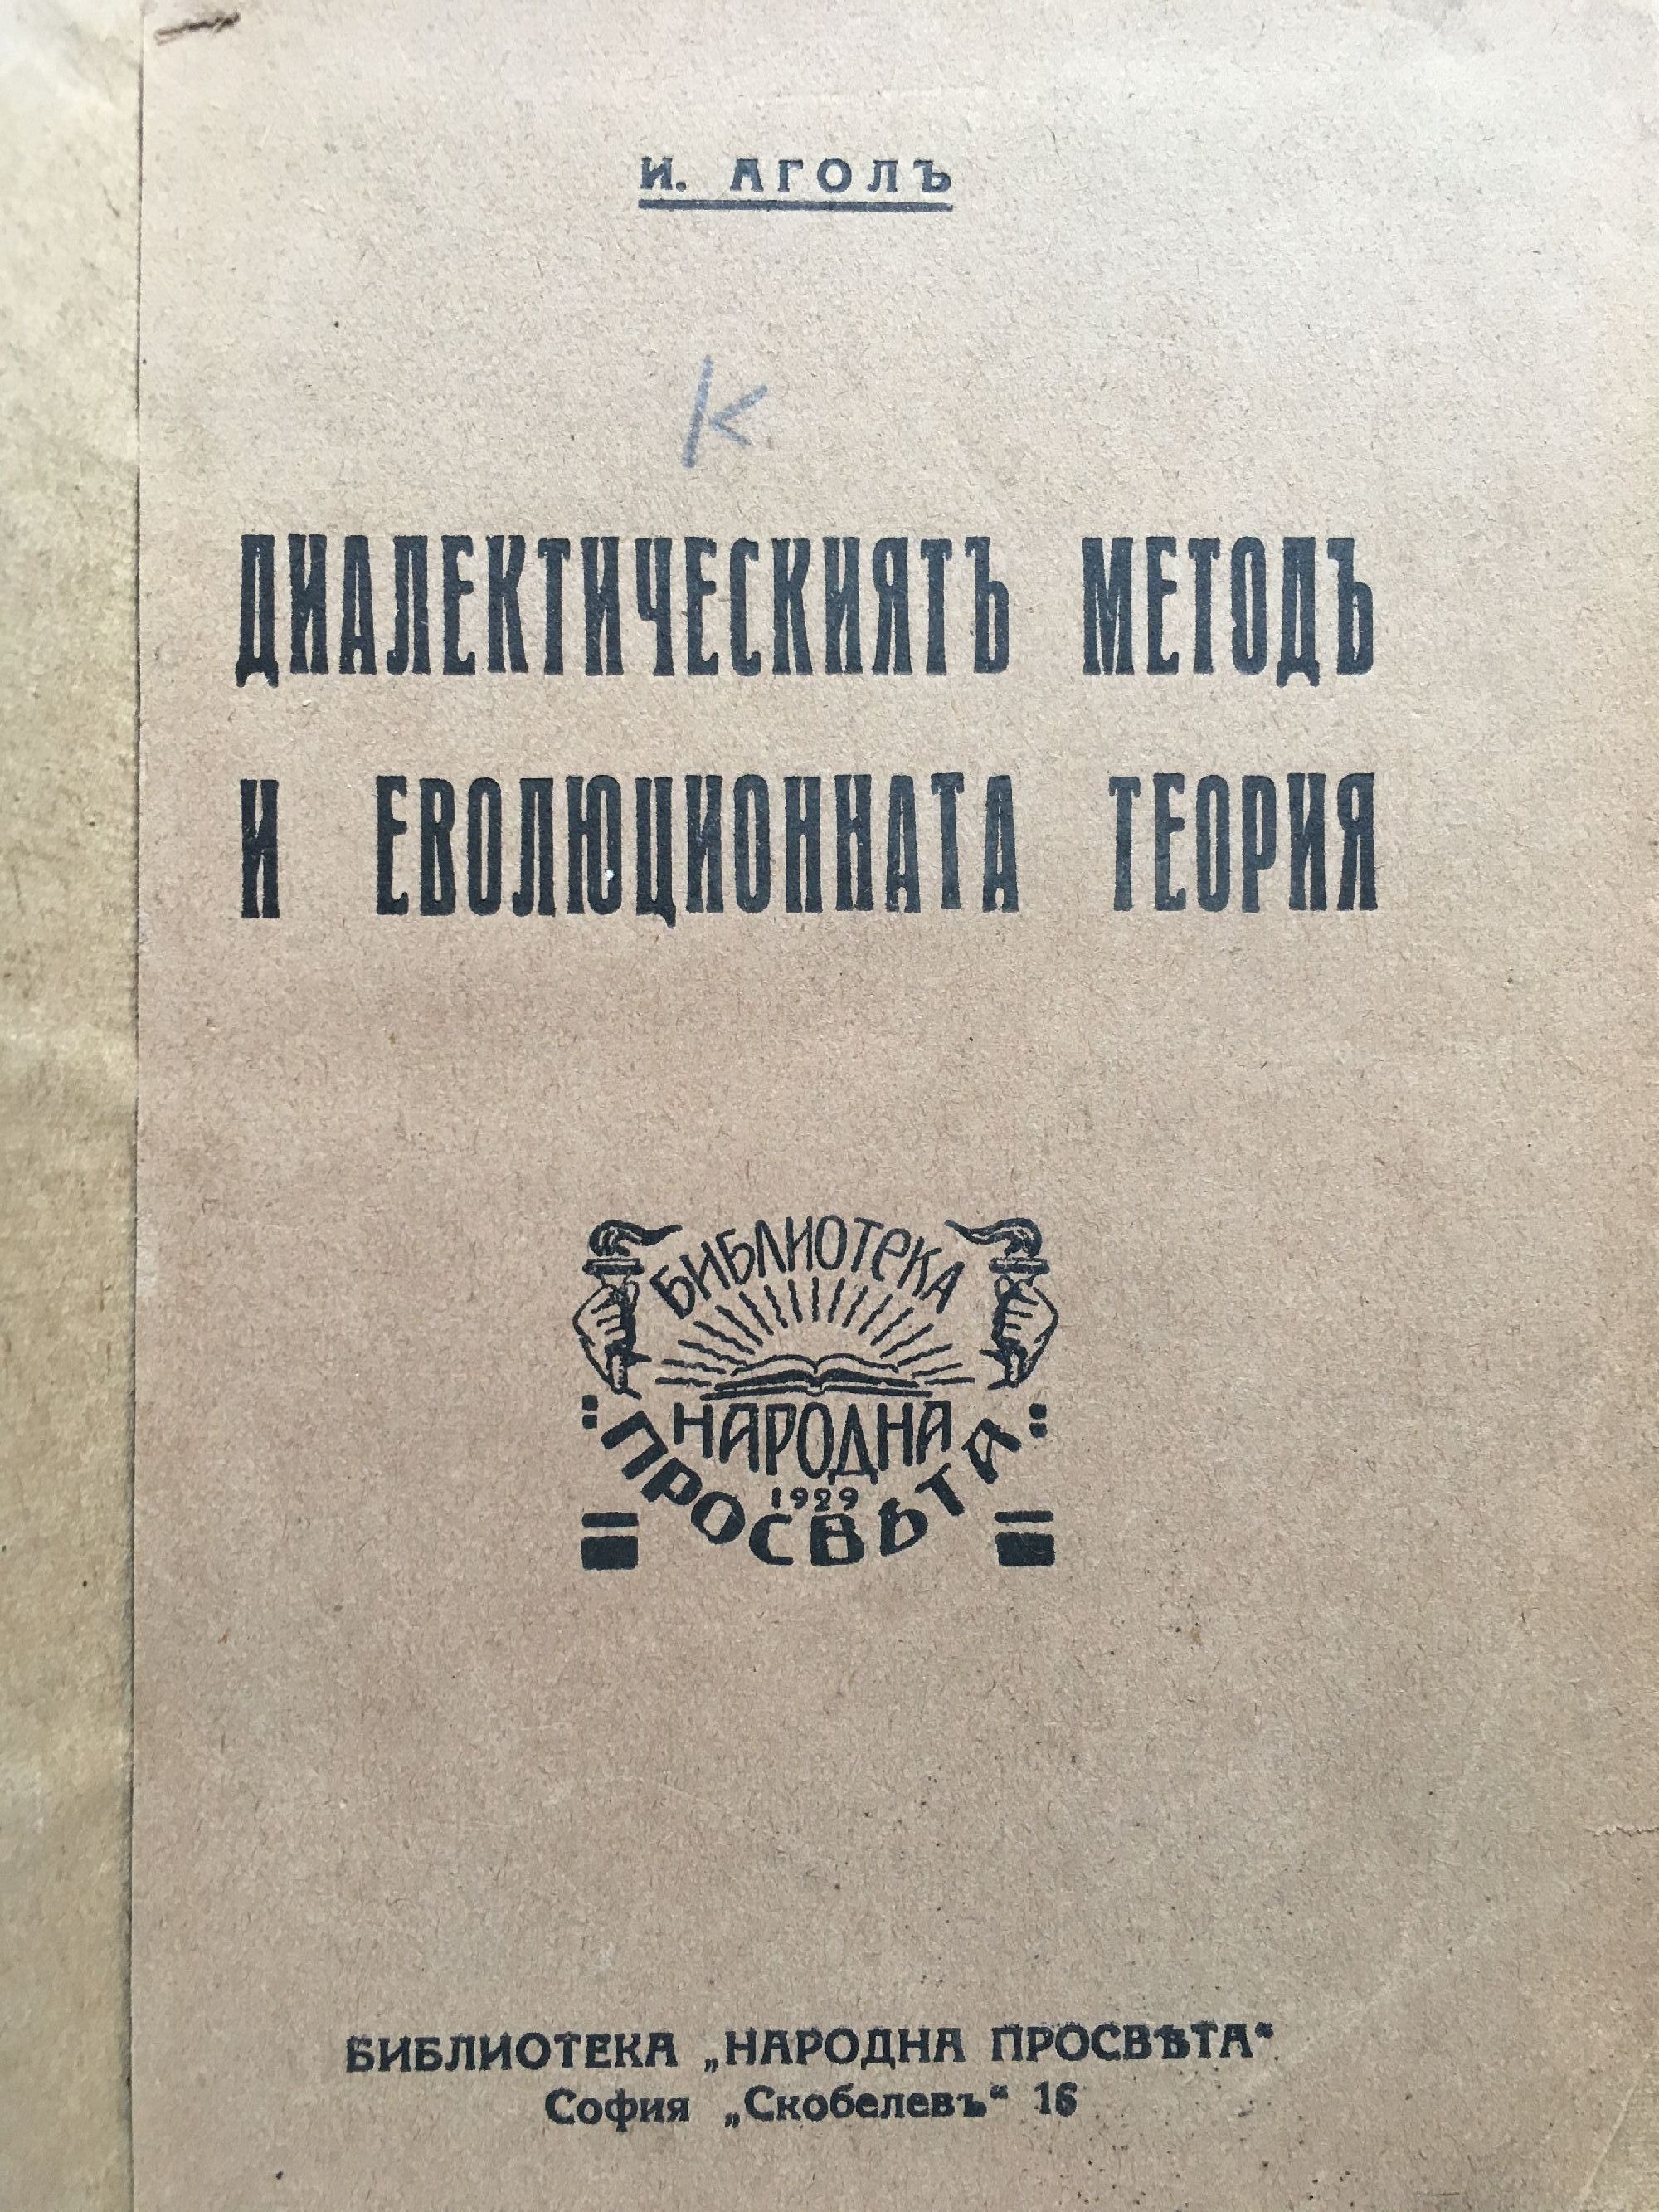 И. АГОЛЪ
К
ДИАЛЕКТИЧЕСКИЯТЪ МЕТОДЪ
И ЕВОЛЮЦИОННАТА ТЕОРИЯ
БИБЛИОТЕКА
НАРОДНА
1929
"ПРОСВѢТА"
БИБЛИОТЕКА „НАРОДНА ПРОСВѢТА“
София „Скобелевъ“ 16